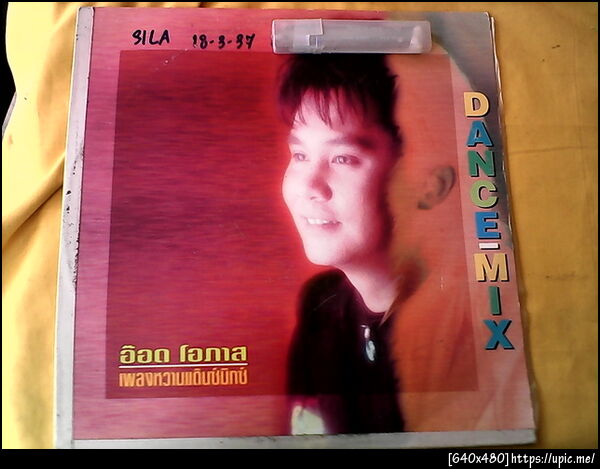 SILA 18-3-37
DANCE-MIX
อ๊อด โอภาส
เพลงหวานแด๊นซ์มิกซ์
[640x480]https://upic.me/